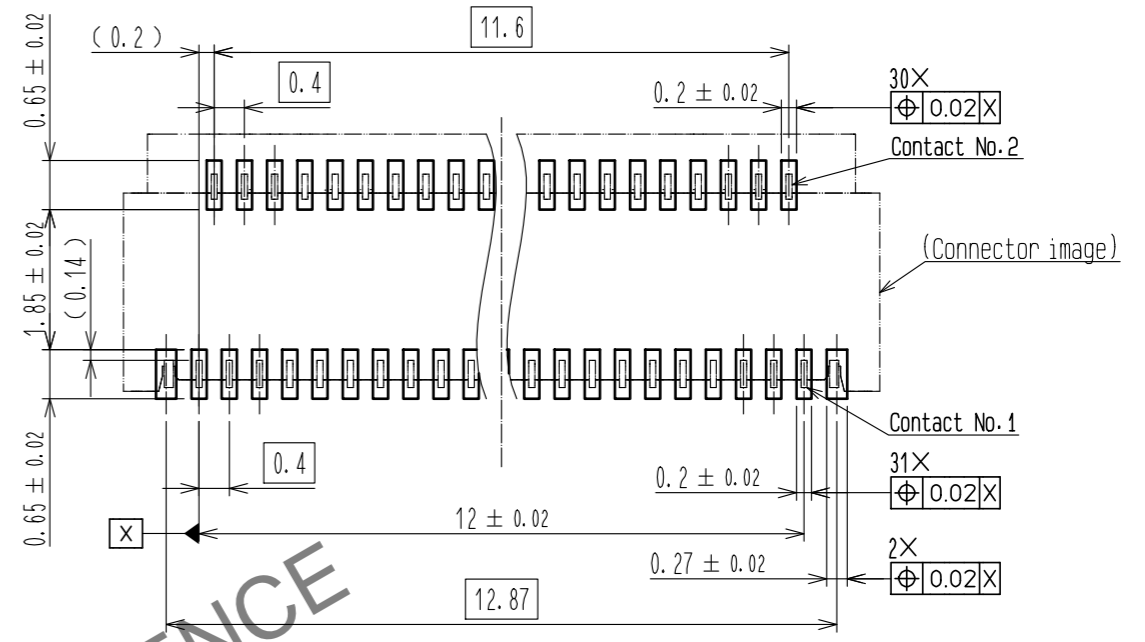 0.65 ± 0.02
(0.2)
11.6
0.4
0.2 ± 0.02
30X
⌖ 0.02 X
Contact No.2
1.85 ± 0.02
(0.14)
(Connector image)
Contact No.1
0.65 ± 0.02
0.4
0.2 ± 0.02
31X
⌖ 0.02 X
X
12 ± 0.02
0.27 ± 0.02
2X
⌖ 0.02 X
12.87
ENCE